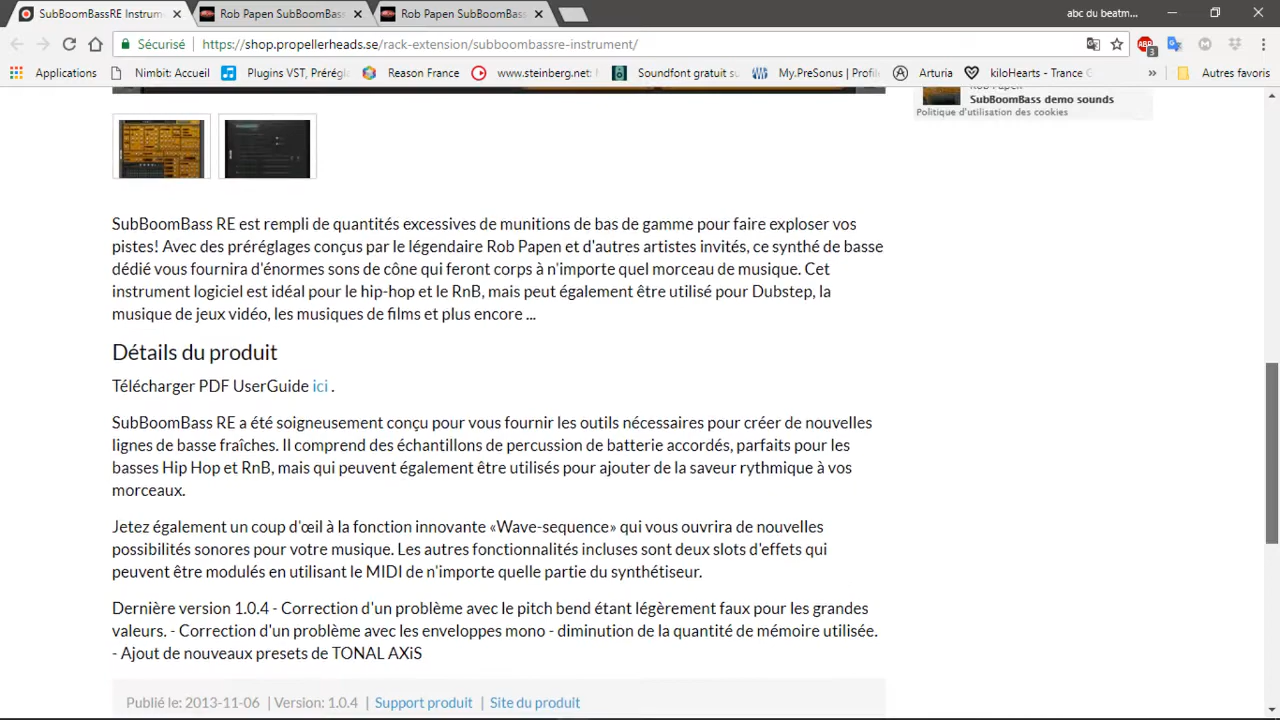 SubBoomBassRE Instrum
Rob Papen SubBoomBass
Rob Papen SubBoomBass
abc du beatm...
Sécurisé
https://shop.propellerheads.se/rack-extension/subboombassre-instrument/
ABP
3
Applications
Nimbit: Accueil
Plugins VST, Prérégla
Reason France
www.steinberg.net:
Soundfont gratuit su
My.PreSonus | Profile
Arturia
kiloHearts - Trance G
»
Autres favoris
Rob Papen
SubBoomBass demo sounds
Politique d'utilisation des cookies
SubBoomBass RE est rempli de quantités excessives de munitions de bas de gamme pour faire exploser vos
pistes! Avec des préréglages conçus par le légendaire Rob Papen et d'autres artistes invités, ce synthé de basse
dédié vous fournira d'énormes sons de cône qui feront corps à n'importe quel morceau de musique. Cet
instrument logiciel est idéal pour le hip-hop et le RnB, mais peut également être utilisé pour Dubstep, la
musique de jeux vidéo, les musiques de films et plus encore ...
Détails du produit
Télécharger PDF UserGuide ici .
SubBoomBass RE a été soigneusement conçu pour vous fournir les outils nécessaires pour créer de nouvelles
lignes de basse fraîches. Il comprend des échantillons de percussion de batterie accordés, parfaits pour les
basses Hip Hop et RnB, mais qui peuvent également être utilisés pour ajouter de la saveur rythmique à vos
morceaux.
Jetez également un coup d'œil à la fonction innovante «Wave-sequence» qui vous ouvrira de nouvelles
possibilités sonores pour votre musique. Les autres fonctionnalités incluses sont deux slots d'effets qui
peuvent être modulés en utilisant le MIDI de n'importe quelle partie du synthétiseur.
Dernière version 1.0.4 - Correction d'un problème avec le pitch bend étant légèrement faux pour les grandes
valeurs. - Correction d'un problème avec les enveloppes mono - diminution de la quantité de mémoire utilisée.
- Ajout de nouveaux presets de TONAL AXiS
Publié le: 2013-11-06 | Version: 1.0.4 | Support produit | Site du produit